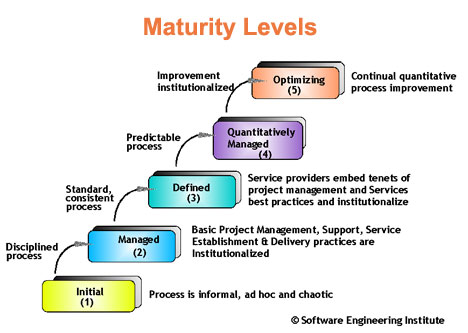 Maturity Levels
Improvement
institutionalized
Optimizing
(5)
Continual quantitative
process improvement
Predictable
process
Quantitatively
Managed
(4)
Standard,
consistent
process
Defined
(3)
Service providers embed tenets of
project management and Services
best practices and institutionalize
Disciplined
process
Managed
(2)
Basic Project Management, Support, Service
Establishment & Delivery practices are
Institutionalized
Initial
(1)
Process is informal, ad hoc and chaotic
© Software Engineering Institute